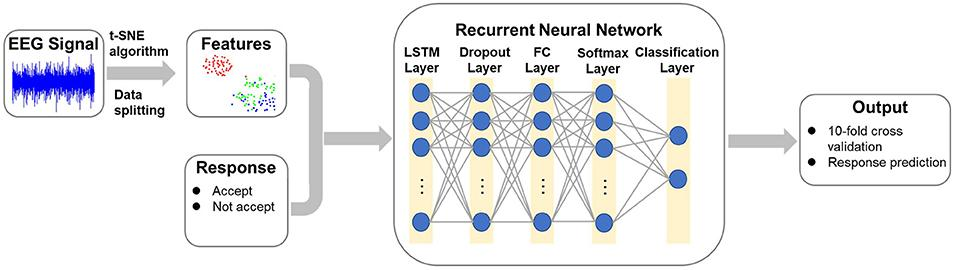 EEG Signal
t-SNE
algorithm
Data
splitting
Features
Response
● Accept
● Not accept
Recurrent Neural Network
LSTM
Layer
Dropout
Layer
FC
Layer
Softmax
Layer
Classification
Layer
Output
● 10-fold cross
validation
● Response prediction